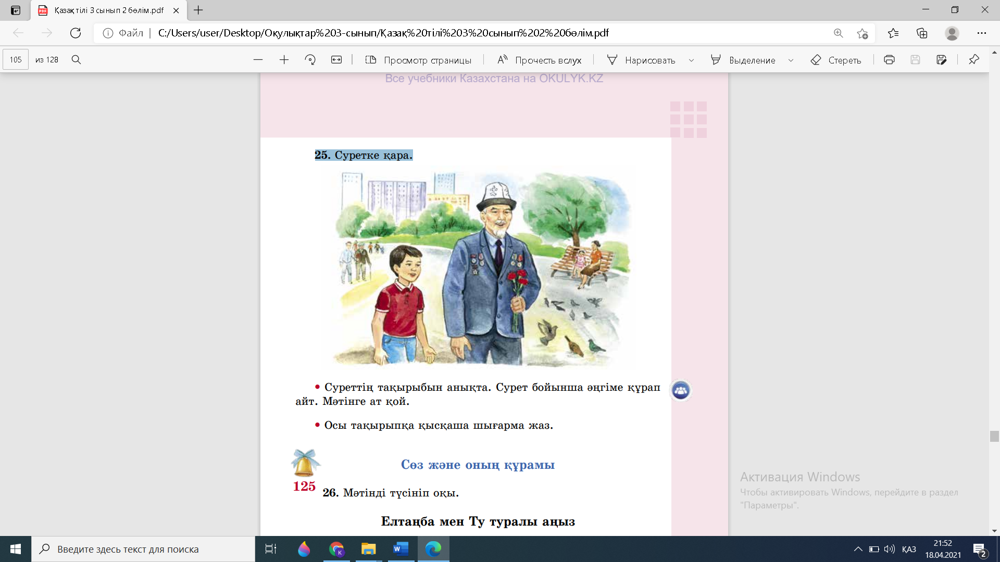 Қазақ тілі 3 сынып 2 бөлім.pdf
Файл
C:/Users/user/Desktop/Оқулықтар%203-сынып/Қазақ%20тілі%203%20сынып%202%20бөлім.pdf
105 из 128
Просмотр страницы
Прочесть вслух
Нарисовать
Выделение
Стереть
Все учебники Казахстана на OKULYK.KZ
25. Суретке қара.
• Суреттің тақырыбын анықта. Сурет бойынша әңгіме құрап
айт. Мәтінге ат қой.
• Осы тақырыпқа қысқаша шығарма жаз.
Сөз және оның құрамы
125
26. Мәтінді түсініп оқы.
Елтаңба мен Ту туралы аңыз
Активация Windows
Чтобы активировать Windows, перейдите в раздел
"Параметры".
Введите здесь текст для поиска
ҚАЗ
21:52
18.04.2021
2